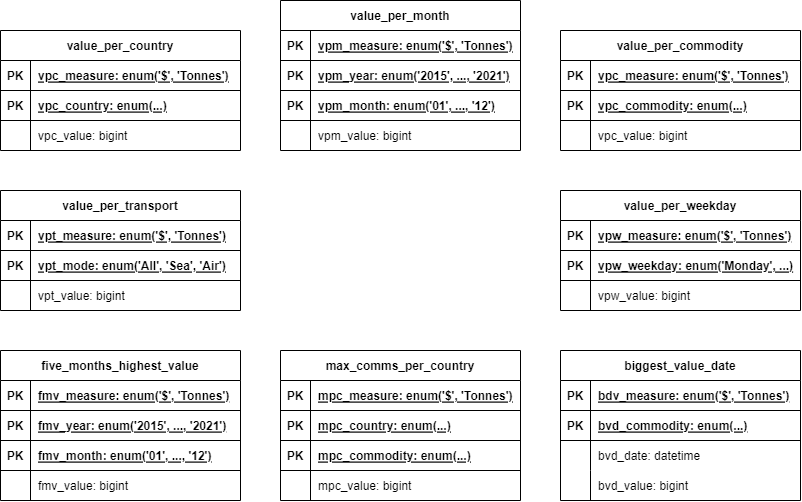 value_per_country
PK vpc_measure: enum('$', 'Tonnes')
PK vpc_country: enum(...)
vpc_value: bigint
value_per_month
PK vpm_measure: enum('$', 'Tonnes')
PK vpm_year: enum('2015', ..., '2021')
PK vpm_month: enum('01', ..., '12')
vpm_value: bigint
value_per_commodity
PK vpc_measure: enum('$', 'Tonnes')
PK vpc_commodity: enum(...)
vpc_value: bigint
value_per_transport
PK vpt_measure: enum('$', 'Tonnes')
PK vpt_mode: enum('All', 'Sea', 'Air')
vpt_value: bigint
value_per_weekday
PK vpw_measure: enum('$', 'Tonnes')
PK vpw_weekday: enum('Monday', ...)
vpw_value: bigint
five_months_highest_value
PK fmv_measure: enum('$', 'Tonnes')
PK fmv_year: enum('2015', ..., '2021')
PK fmv_month: enum('01', ..., '12')
fmv_value: bigint
max_comms_per_country
PK mpc_measure: enum('$', 'Tonnes')
PK mpc_country: enum(...)
PK mpc_commodity: enum(...)
mpc_value: bigint
biggest_value_date
PK bdv_measure: enum('$', 'Tonnes')
PK bvd_commodity: enum(...)
bvd_date: datetime
bvd_value: bigint